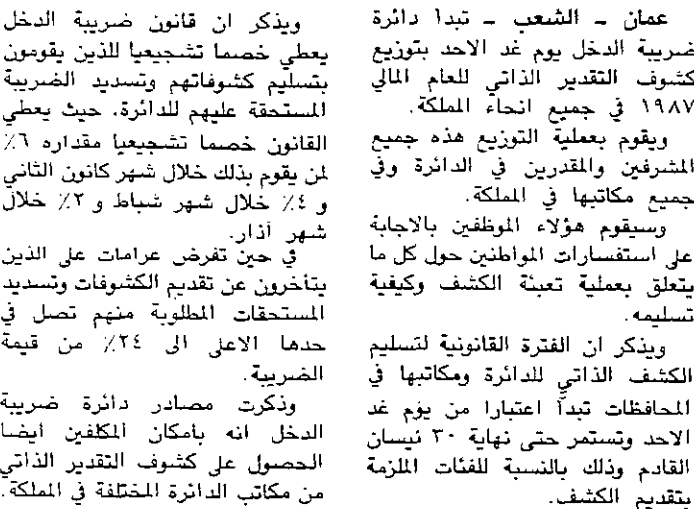 عمان ـ الشعب ـ تبدا دائرة
ضريبة الدخل يوم غد الاحد بتوزيع
كشوف التقدير الذاتي للعام المالي
١٩٨٧ في جميع انحاء المملكة.
ويقوم بعملية التوزيع هذه جميع
المشرفين والمقدرين في الدائرة وفي
جميع مكاتبها في المملكة.
وسيقوم هؤلاء الموظفين بالاجابة
على استفسارات المواطنين حول كل ما
يتعلق بعملية تعبئة الكشف وكيفية
تسليمه.
ويذكر ان الفترة القانونية لتسليم
الكشف الذاتي للدائرة ومكاتبها في
المحافظات تبدأ اعتبارا من يوم غد
الاحد وتستمر حتى نهاية ٣٠ نيسان
القادم وذلك بالنسبة للفئات الملزمة
بتقديم الكشف.
ويذكر ان قانون ضريبة الدخل
يعطي خصما تشجيعيا للذين يقومون
بتسليم كشوفاتهم وتسديد الضريبة
المستحقة عليهم للدائرة. حيث يعطي
القانون خصما تشجيعيا مقداره ٦٪
لمن يقوم بذلك خلال شهر كانون الثاني
و ٤٪ خلال شهر شباط و ٢٪ خلال
شهر آذار.
في حين تفرض عرامات على الذين
يتأخرون عن تقديم الكشوفات وتسديد
المستحقات المطلوبة منهم تصل في
حدها الاعلى الى ٢٤٪ من قيمة
الضريبة.
وذكرت مصادر دائرة ضريبة
الدخل انه بامكان المكلفين ايضا
الحصول على كشوف التقدير الذاتي
من مكاتب الدائرة المختلفة في المملكة.